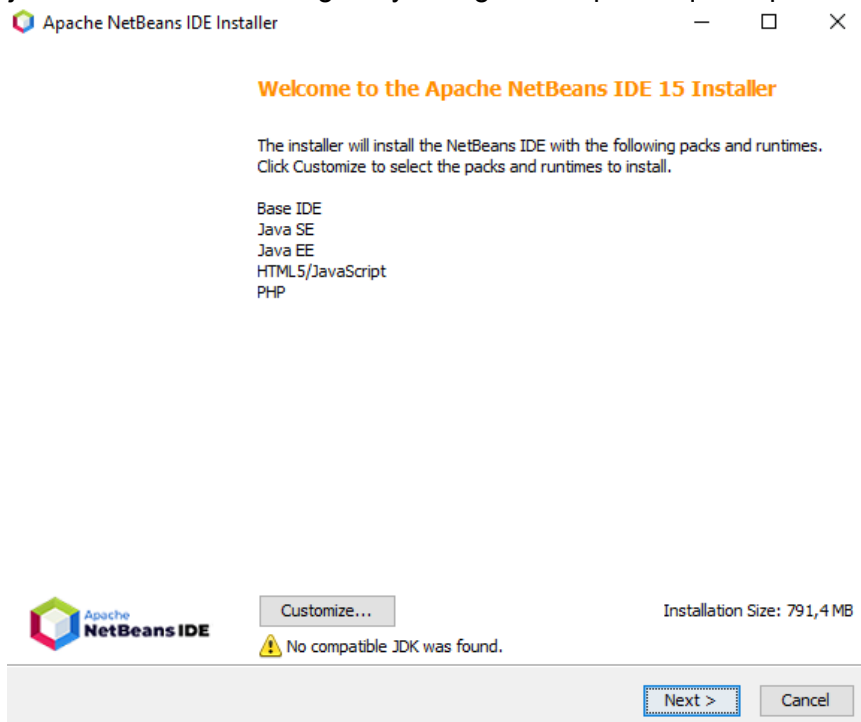 Apache NetBeans IDE Installer
Welcome to the Apache NetBeans IDE 15 Installer
The installer will install the NetBeans IDE with the following packs and runtimes.
Click Customize to select the packs and runtimes to install.
Base IDE
Java SE
Java EE
HTML5/JavaScript
PHP
Apache
NetBeans IDE
Customize...
Installation Size: 791,4 MB
No compatible JDK was found.
Next >
Cancel